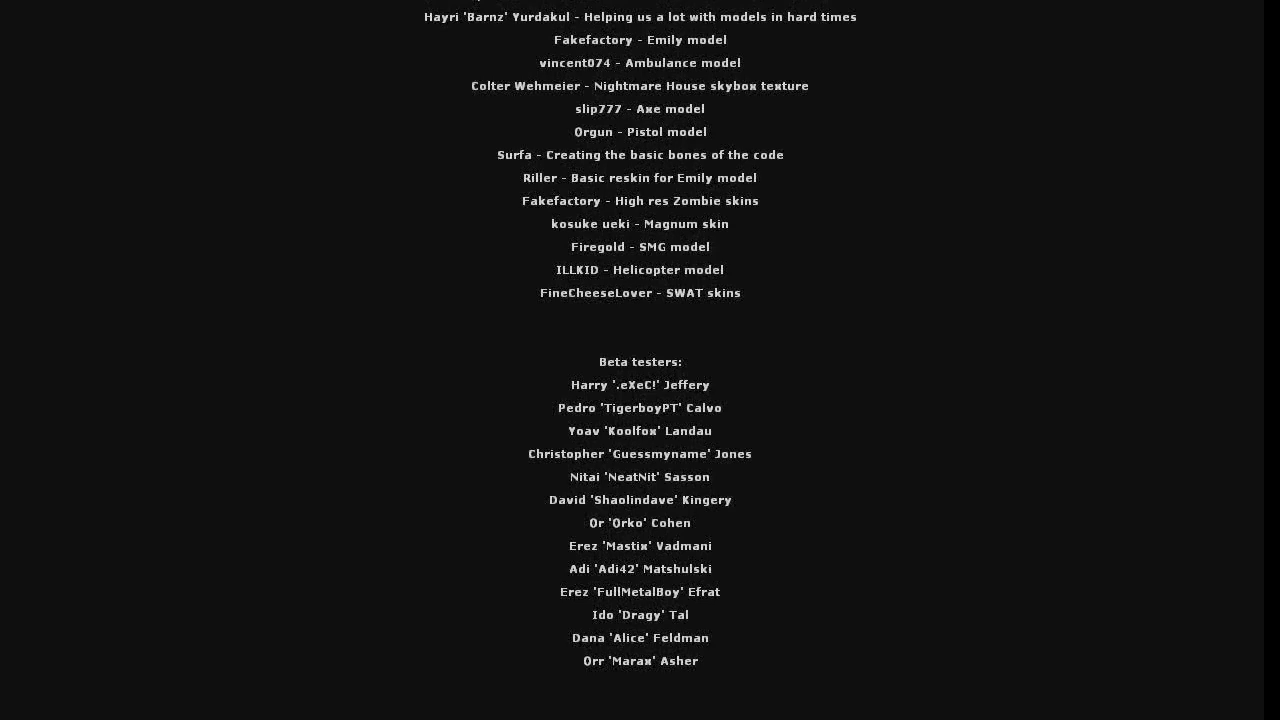 Hayri 'Barnz' Yurdakul - Helping us a lot with models in hard times
Fakefactory - Emily model
vincent074 - Ambulance model
Colter Wehmeier - Nightmare House skybox texture
slip777 - Axe model
Orgun - Pistol model
Surfa - Creating the basic bones of the code
Riller - Basic reskin for Emily model
Fakefactory - High res Zombie skins
kosuke ueki - Magnum skin
Firegold - SMG model
ILLKID - Helicopter model
FineCheeseLover - SWAT skins
Beta testers:
Harry '.eXeC!' Jeffery
Pedro 'TigerboyPT' Calvo
Yoav 'Koolfox' Landau
Christopher 'Guessmyname' Jones
Nitai 'NeatNit' Sasson
David 'Shaolindave' Kingery
Or 'Orko' Cohen
Erez 'Mastix' Vadmani
Adi 'Adi42' Matshulski
Erez 'FullMetalBoy' Efrat
Ido 'Dragy' Tal
Dana 'Alice' Feldman
Orr 'Marax' Asher